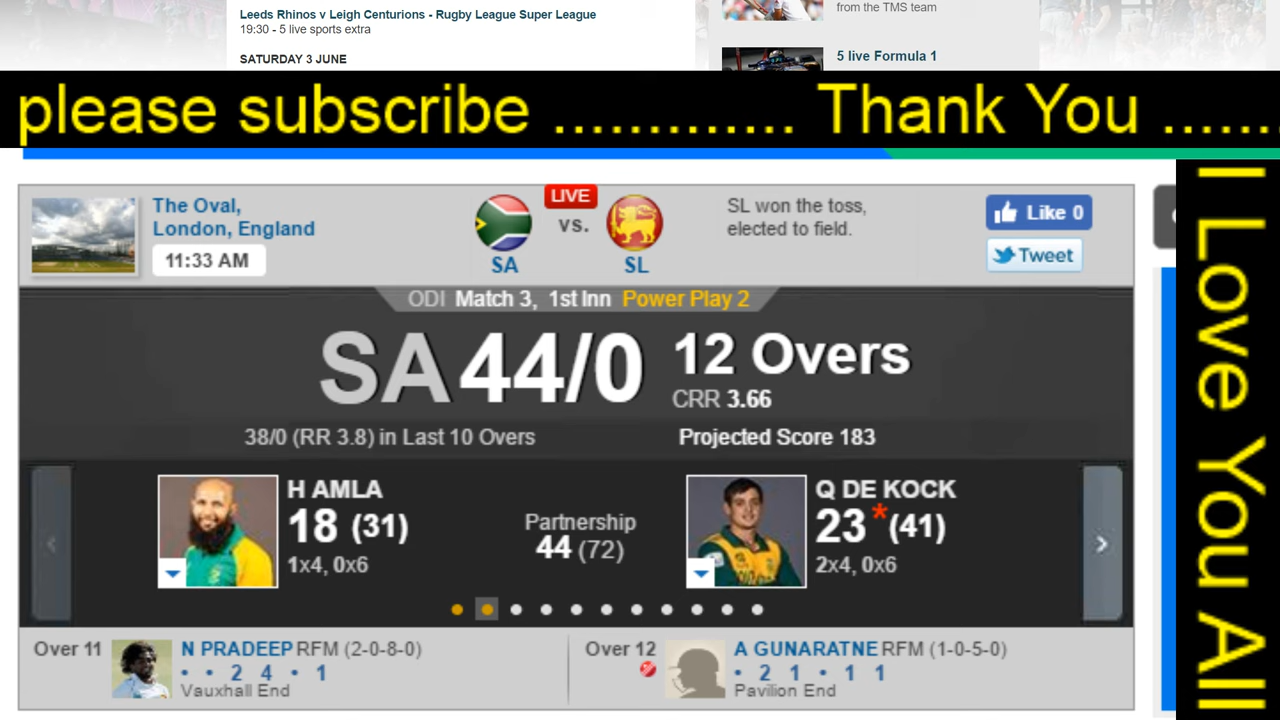 Leeds Rhinos v Leigh Centurions - Rugby League Super League
19:30 - 5 live sports extra
SATURDAY 3 JUNE
from the TMS team
5 live Formula 1
please subscribe ............. Thank You ......
The Oval,
London, England
11:33 AM
LIVE
vs.
SA
SL
SL won the toss,
elected to field.
Like 0
Tweet
ODI Match 3, 1st Inn Power Play 2
SA 44/0
12 Overs
CRR 3.66
38/0 (RR 3.8) in Last 10 Overs
Projected Score 183
H AMLA
18 (31)
1x4, 0x6
Partnership
44 (72)
Q DE KOCK
23*(41)
2x4, 0x6
Over 11
N PRADEEP RFM (2-0-8-0)
• • 2 4 • 1
Vauxhall End
Over 12
A GUNARATNE RFM (1-0-5-0)
• 2 1 • 1 1
Pavilion End
I Love You All